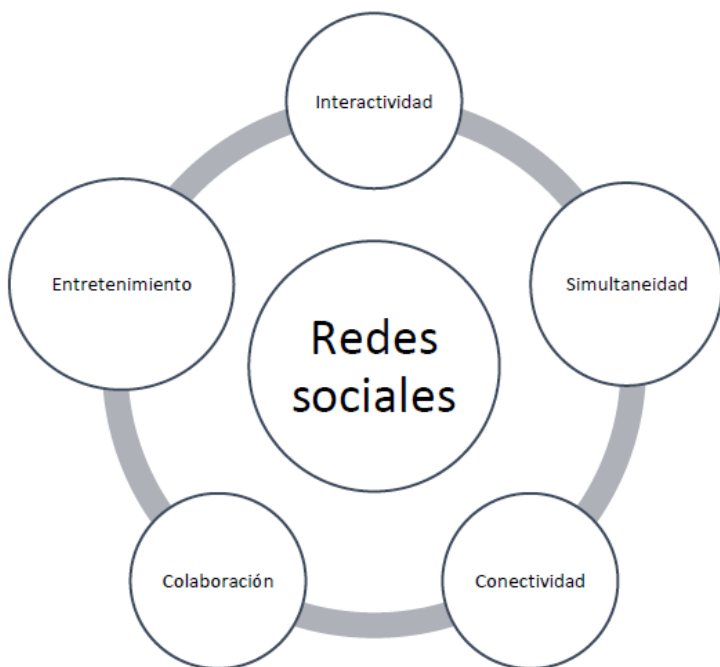 Interactividad
Entretenimiento
Simultaneidad
Redes
sociales
Colaboración
Conectividad